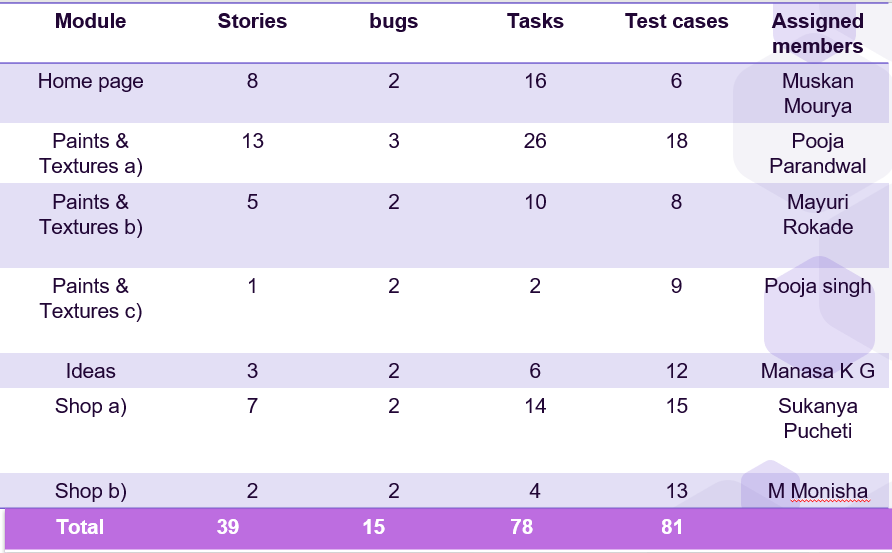 Module Stories bugs Tasks Test cases Assigned
members
Home page 8 2 16 6 Muskan
Mourya
Paints & 13 3 26 18 Pooja
Textures a) Parandwal
Paints & 5 2 10 8 Mayuri
Textures b) Rokade
Paints & 1 2 2 9 Pooja singh
Textures c)
Ideas 3 2 6 12 Manasa K G
Shop a) 7 2 14 15 Sukanya
Pucheti
Shop b) 2 2 4 13 M Monisha
Total 39 15 78 81